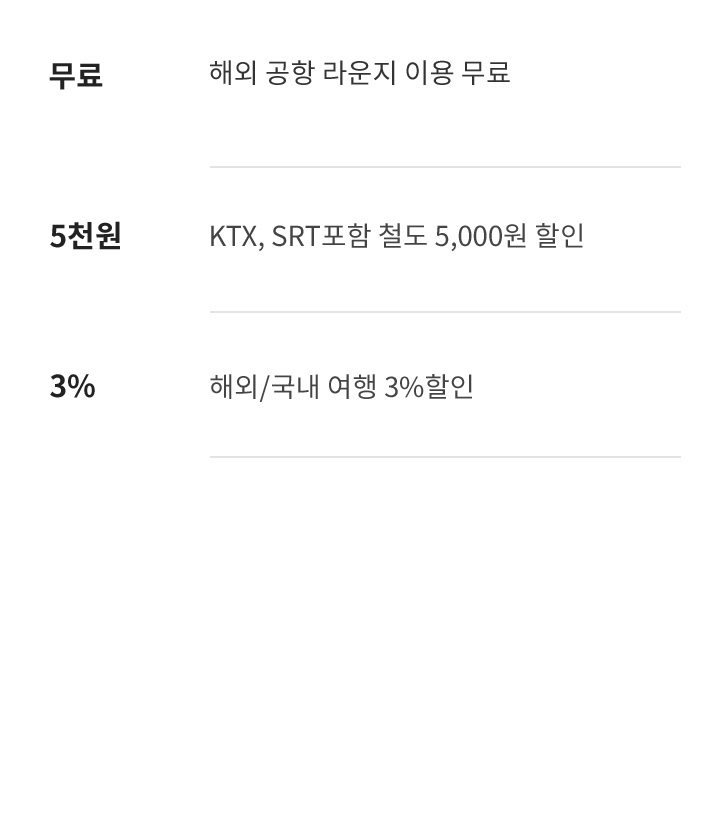 무료
해외 공항 라운지 이용 무료
5천원
KTX, SRT포함 철도 5,000원 할인
3%
해외/국내 여행 3%할인